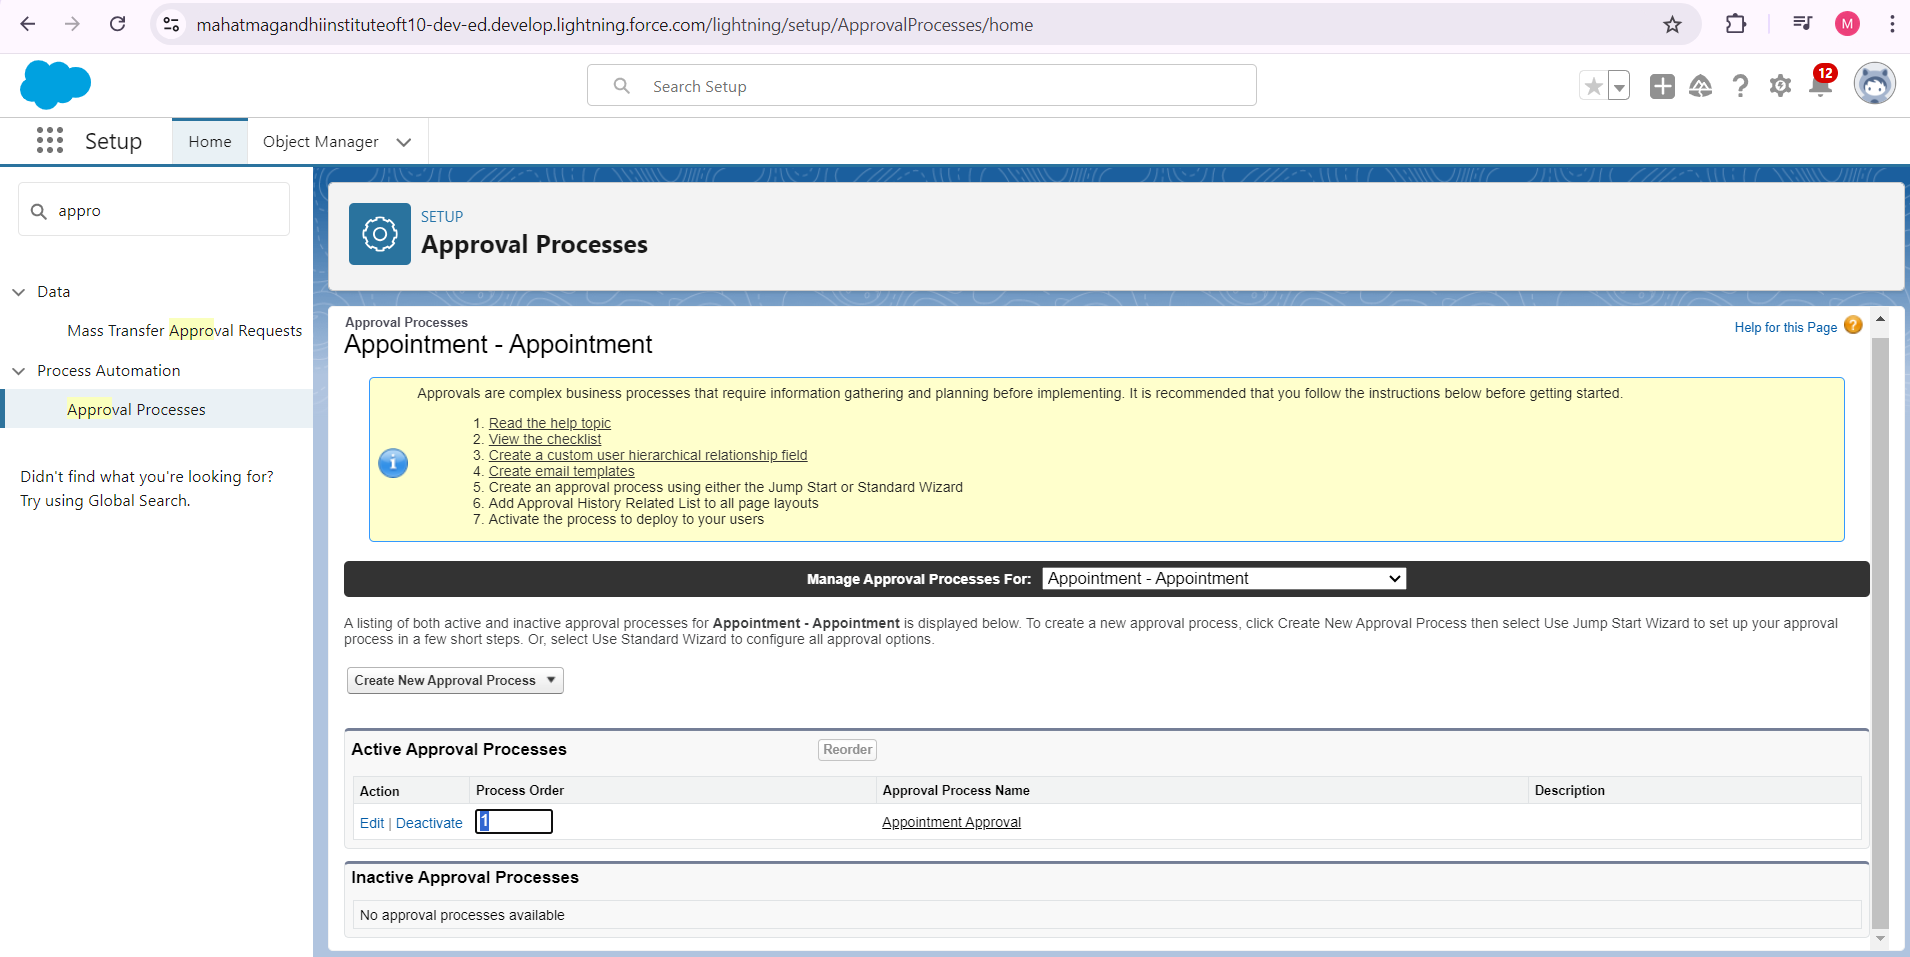 mahatmagandhiinstituteoft10-dev-ed.develop.lightning.force.com/lightning/setup/ApprovalProcesses/home
M
Search Setup
12
Setup
Home
Object Manager
appro
Data
Mass Transfer Approval Requests
Process Automation
Approval Processes
Didn't find what you're looking for?
Try using Global Search.
SETUP
Approval Processes
Approval Processes
Appointment - Appointment
Help for this Page
?
Approvals are complex business processes that require information gathering and planning before implementing. It is recommended that you follow the instructions below before getting started.
1. Read the help topic
2. View the checklist
3. Create a custom user hierarchical relationship field
4. Create email templates
5. Create an approval process using either the Jump Start or Standard Wizard
6. Add Approval History Related List to all page layouts
7. Activate the process to deploy to your users
Manage Approval Processes For: Appointment - Appointment
A listing of both active and inactive approval processes for Appointment - Appointment is displayed below. To create a new approval process, click Create New Approval Process then select Use Jump Start Wizard to set up your approval
process in a few short steps. Or, select Use Standard Wizard to configure all approval options.
Create New Approval Process
Active Approval Processes
Reorder
Action Process Order Approval Process Name Description
Edit | Deactivate 1 Appointment Approval
Inactive Approval Processes
No approval processes available